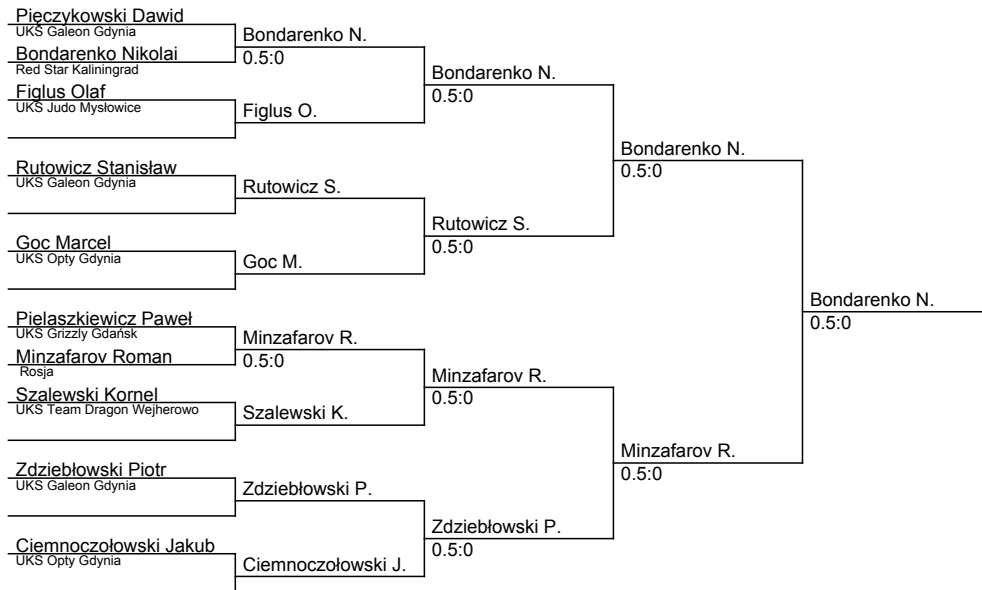 Pięczykowski Dawid
UKS Galeon Gdynia
Bondarenko Nikolai
Red Star Kaliningrad
Figlus Olaf
UKS Judo Mysłowice
Rutowicz Stanisław
UKS Galeon Gdynia
Goc Marcel
UKS Opty Gdynia
Pielaszkiewicz Paweł
UKS Grizzly Gdańsk
Minzafarov Roman
Rosja
Szalewski Kornel
UKS Team Dragon Wejherowo
Zdziebłowski Piotr
UKS Galeon Gdynia
Ciemnoczołowski Jakub
UKS Opty Gdynia
Bondarenko N.
0.5:0
Figlus O.
Rutowicz S.
Goc M.
Minzafarov R.
0.5:0
Szalewski K.
Zdziebłowski P.
Ciemnoczołowski J.
Bondarenko N.
0.5:0
Rutowicz S.
0.5:0
Minzafarov R.
0.5:0
Zdziebłowski P.
0.5:0
Bondarenko N.
0.5:0
Minzafarov R.
0.5:0
Bondarenko N.
0.5:0